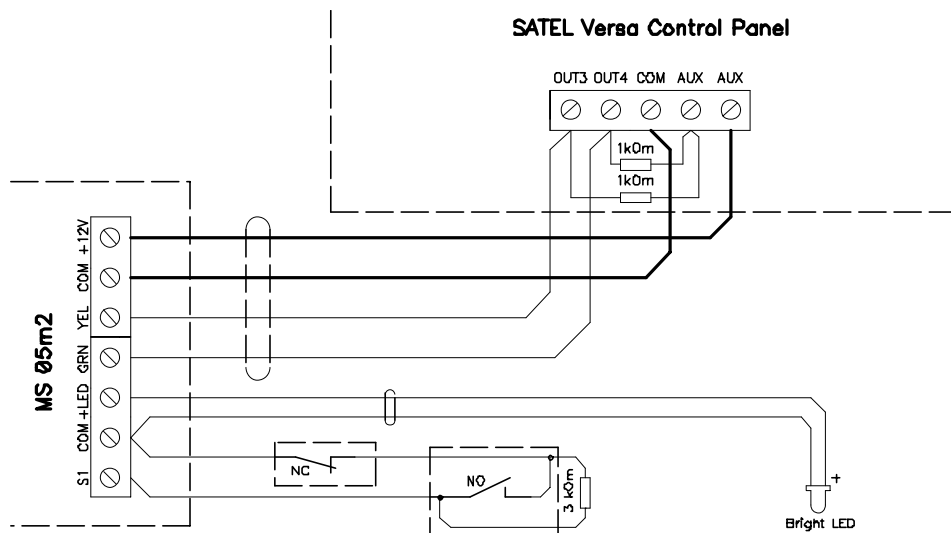 SATEL Versa Control Panel
OUT3 OUT4 COM AUX AUX
1kOm
1kOm
MS 05m2
+12V
COM
YEL
GRN
+LED
COM
S1
NC
NO
3 kOm
+
Bright LED